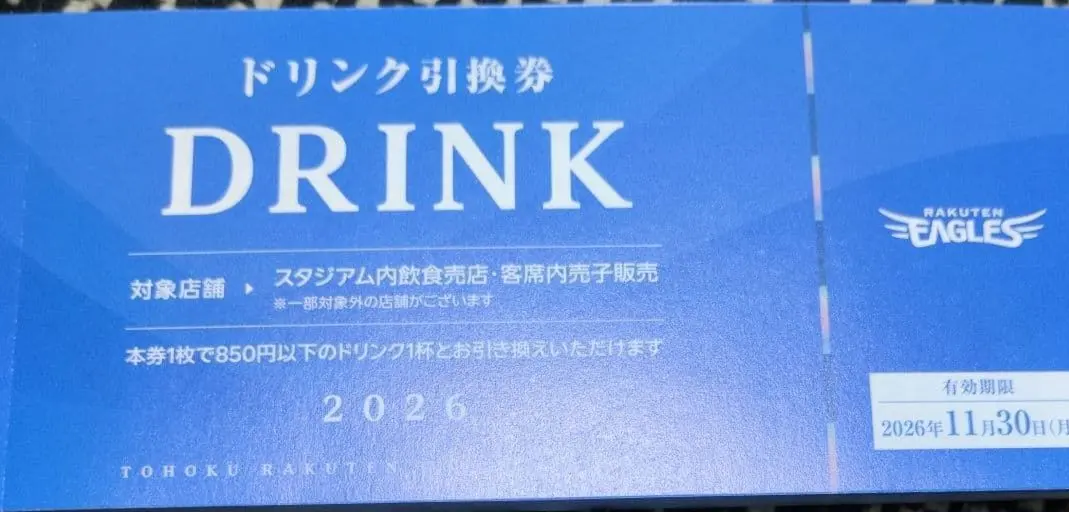 ドリンク引換券
DRINK
対象店舗 ▶ スタジアム内飲食売店・客席内売子販売
※一部対象外の店舗がございます
本券1枚で850円以下のドリンク1杯とお引き換えいただけます
2026
TOHOKU RAKUTEN
RAKUTEN
EAGLES
有効期限
2026年11月30日(月